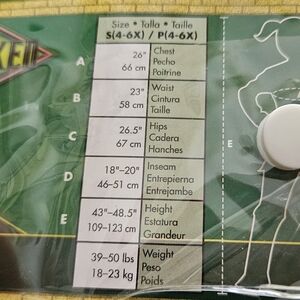 Size • Talla • Taille
S(4-6X) / P(4-6X)
A
26"
66 cm
Chest
Pecho
Poitrine
B
23"
58 cm
Waist
Cintura
Taille
C
26.5"
67 cm
Hips
Cadera
Hanches
D
18"-20"
46-51 cm
Inseam
Entrepierna
Entrejambe
E
43"-48.5"
109-123 cm
Height
Estatura
Grandeur
39-50 lbs
18-23 kg
Weight
Peso
Poids
E